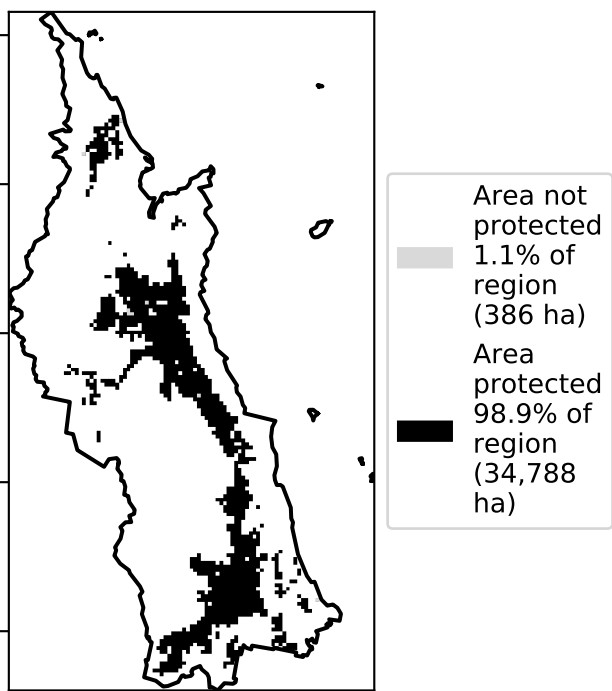 Area not
protected
1.1% of
region
(386 ha)
Area
protected
98.9% of
region
(34,788
ha)